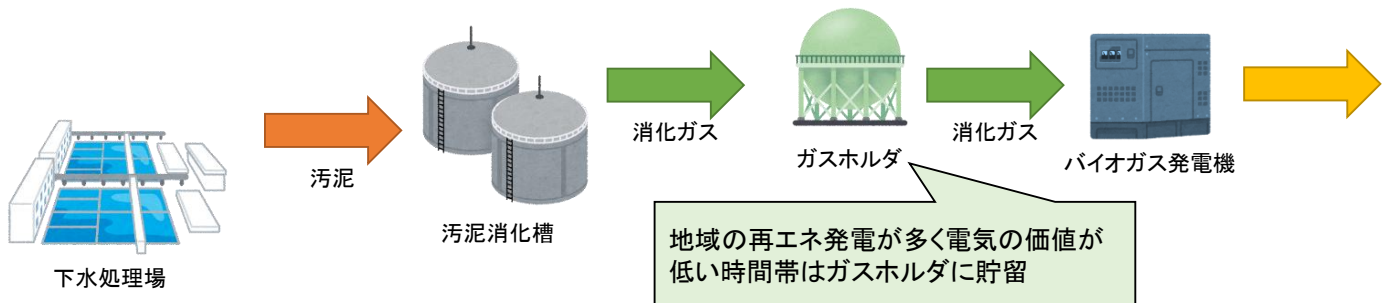 消化ガス
消化ガス
ガスホルダ
バイオガス発電機
汚泥
汚泥消化槽
下水処理場
地域の再エネ発電が多く電気の価値が
低い時間帯はガスホルダに貯留